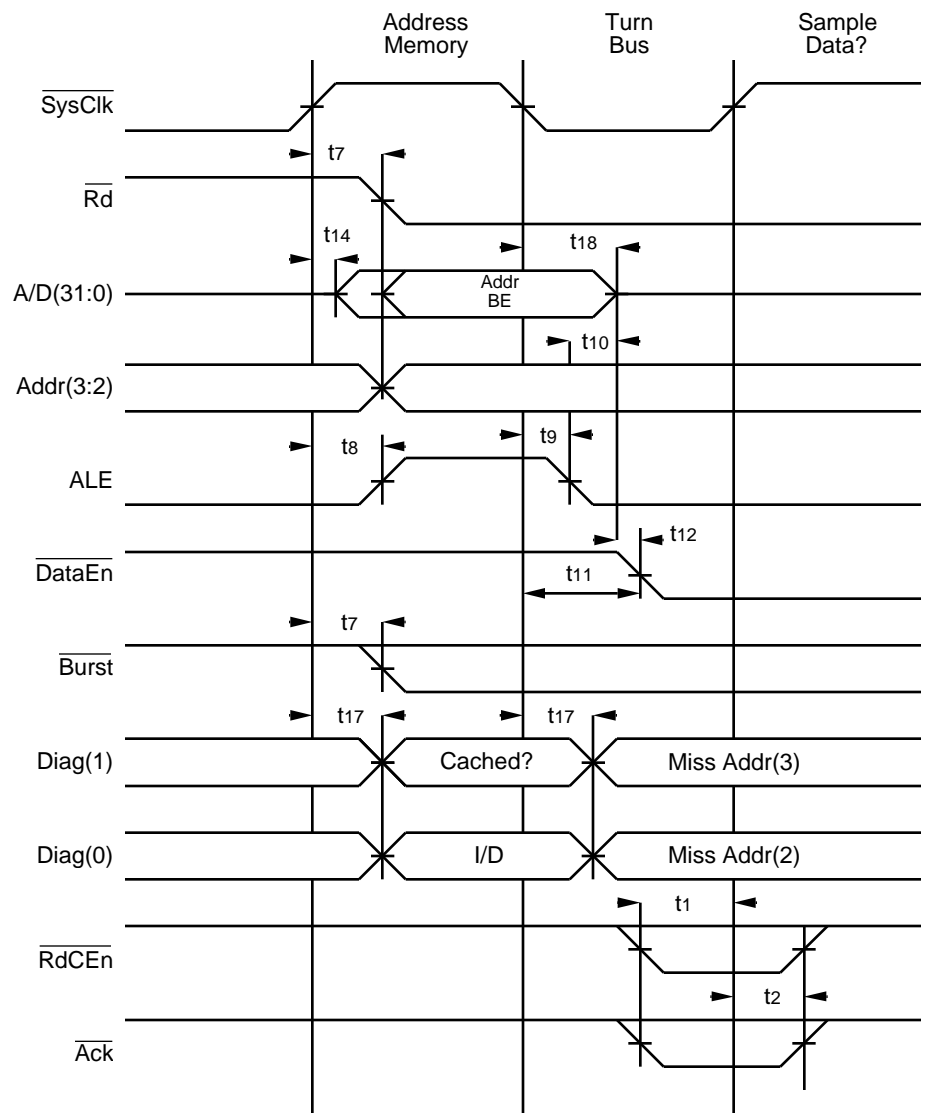 Address
Memory
Turn
Bus
Sample
Data?
SysClk
t7
Rd
t14
t18
A/D(31:0)
Addr
BE
t10
Addr(3:2)
t8
t9
ALE
t12
DataEn
t11
t7
Burst
t17
t17
Diag(1)
Cached?
Miss Addr(3)
Diag(0)
I/D
Miss Addr(2)
t1
RdCEn
t2
Ack